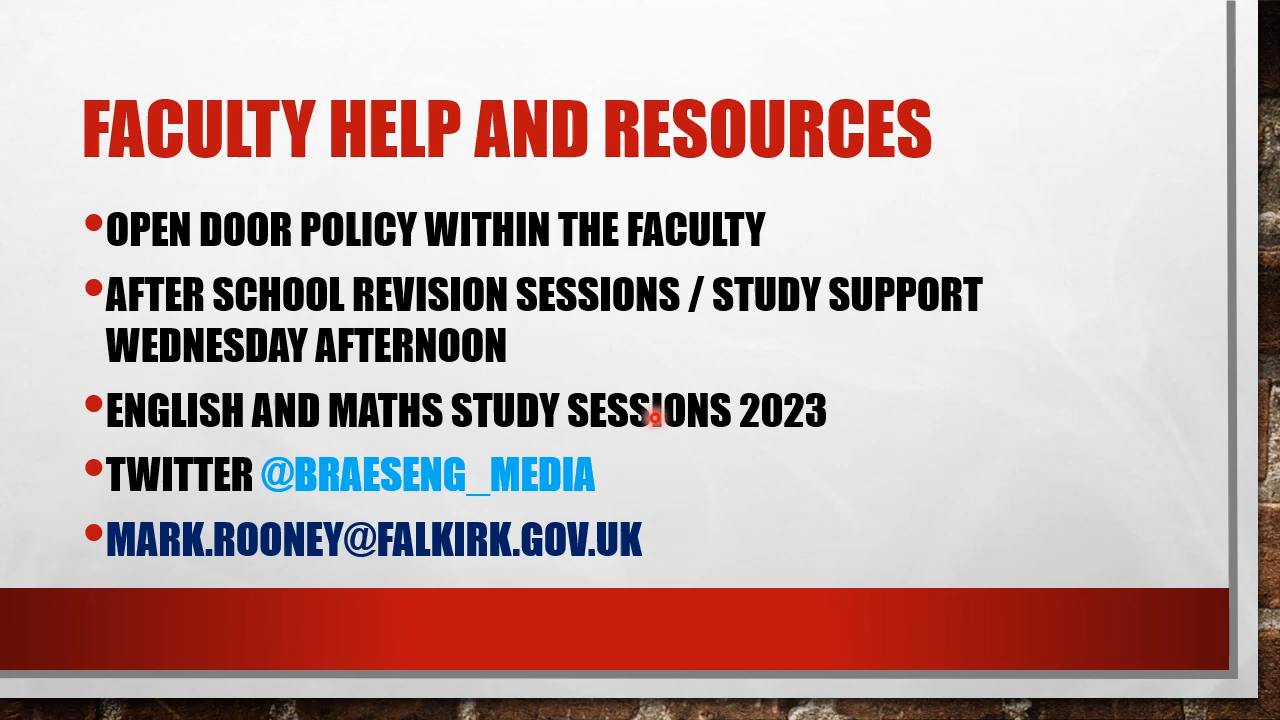 FACULTY HELP AND RESOURCES
•OPEN DOOR POLICY WITHIN THE FACULTY
•AFTER SCHOOL REVISION SESSIONS / STUDY SUPPORT
WEDNESDAY AFTERNOON
•ENGLISH AND MATHS STUDY SESSIONS 2023
•TWITTER @BRAESENG_MEDIA
•MARK.ROONEY@FALKIRK.GOV.UK